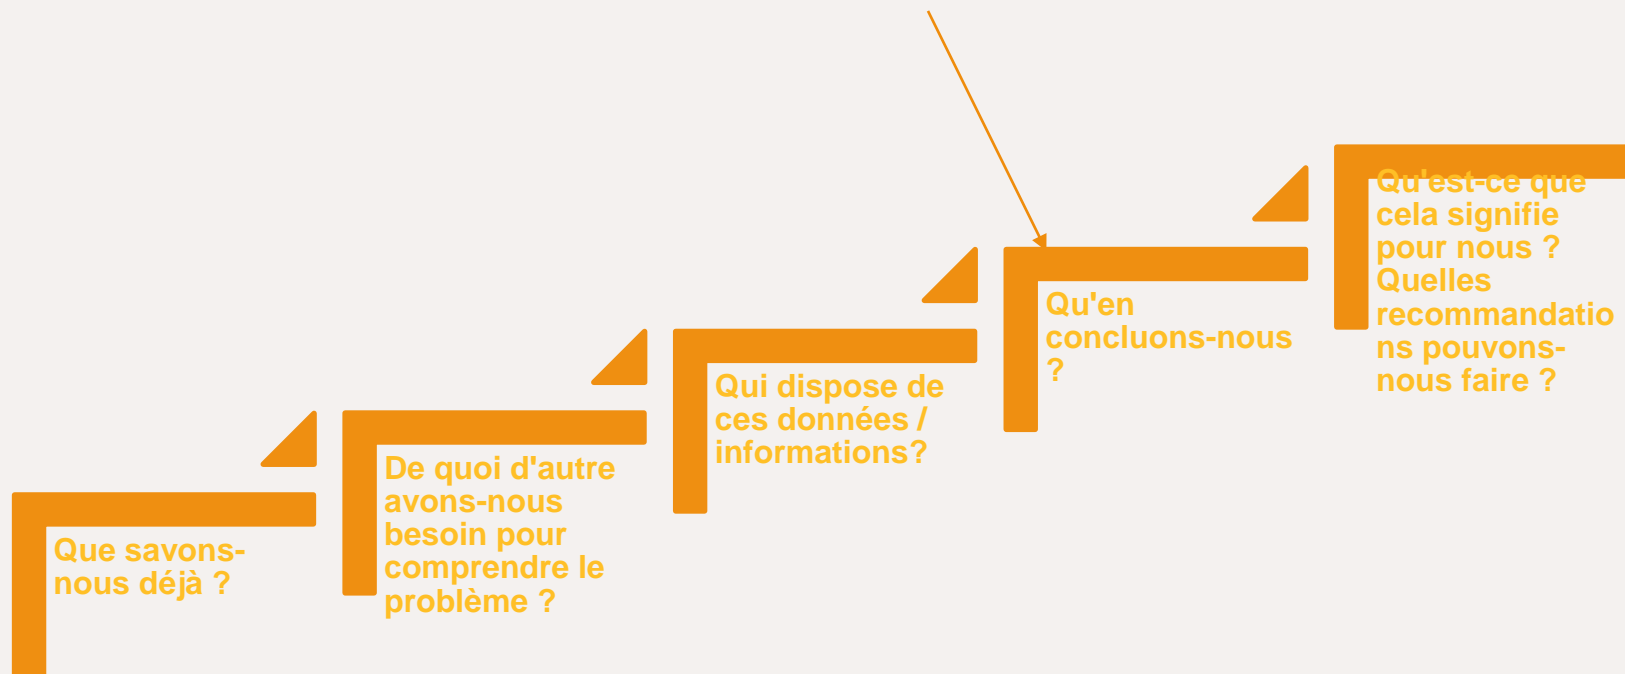 Que savons-
nous déjà ?
De quoi d'autre
avons-nous
besoin pour
comprendre le
problème ?
Qui dispose de
ces données /
informations?
Qu'en
concluons-nous
?
Qu'est-ce que
cela signifie
pour nous ?
Quelles
recommandatio
ns pouvons-
nous faire ?